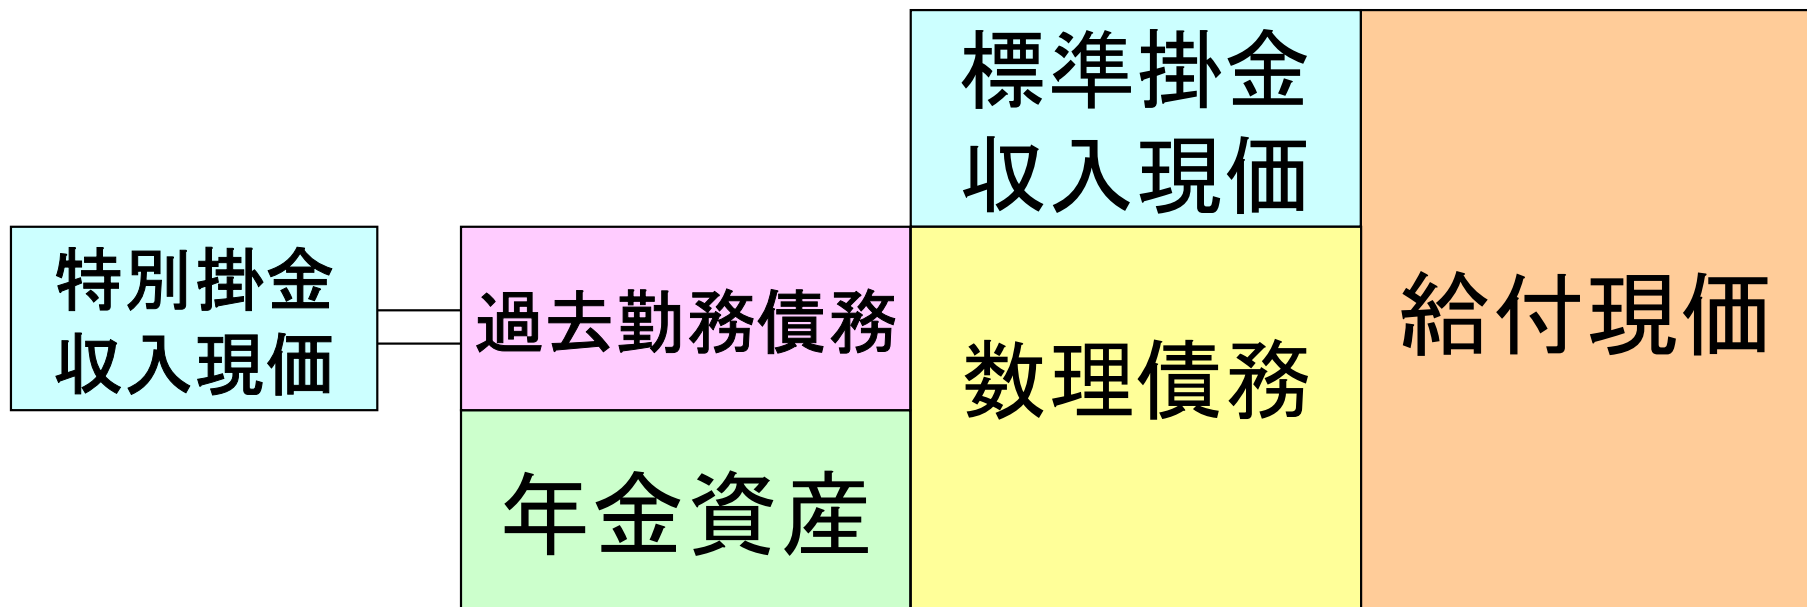 標準掛金
収入現価
特別掛金
収入現価
過去勤務債務
数理債務
給付現価
年金資産